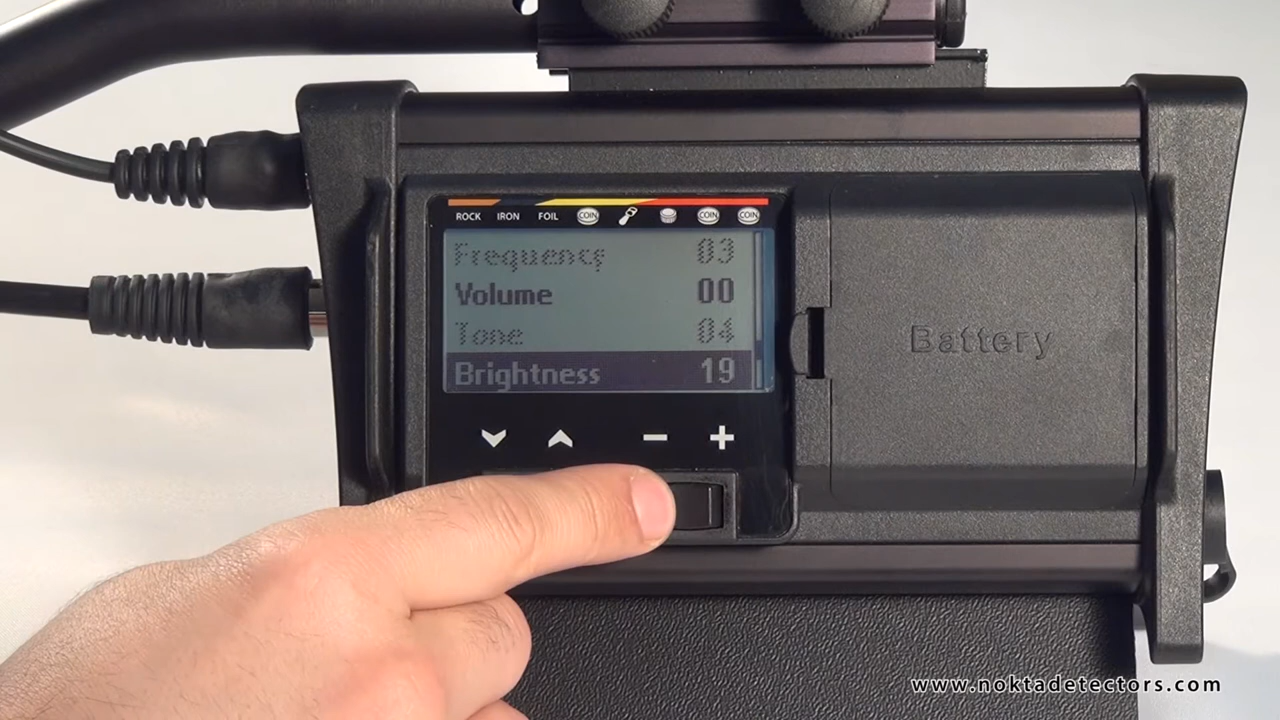 ROCK IRON FOIL COIN COIN COIN
Frequency 03
Volume 00
Tone 04
Brightness 19
Battery
www.noktadetectors.com